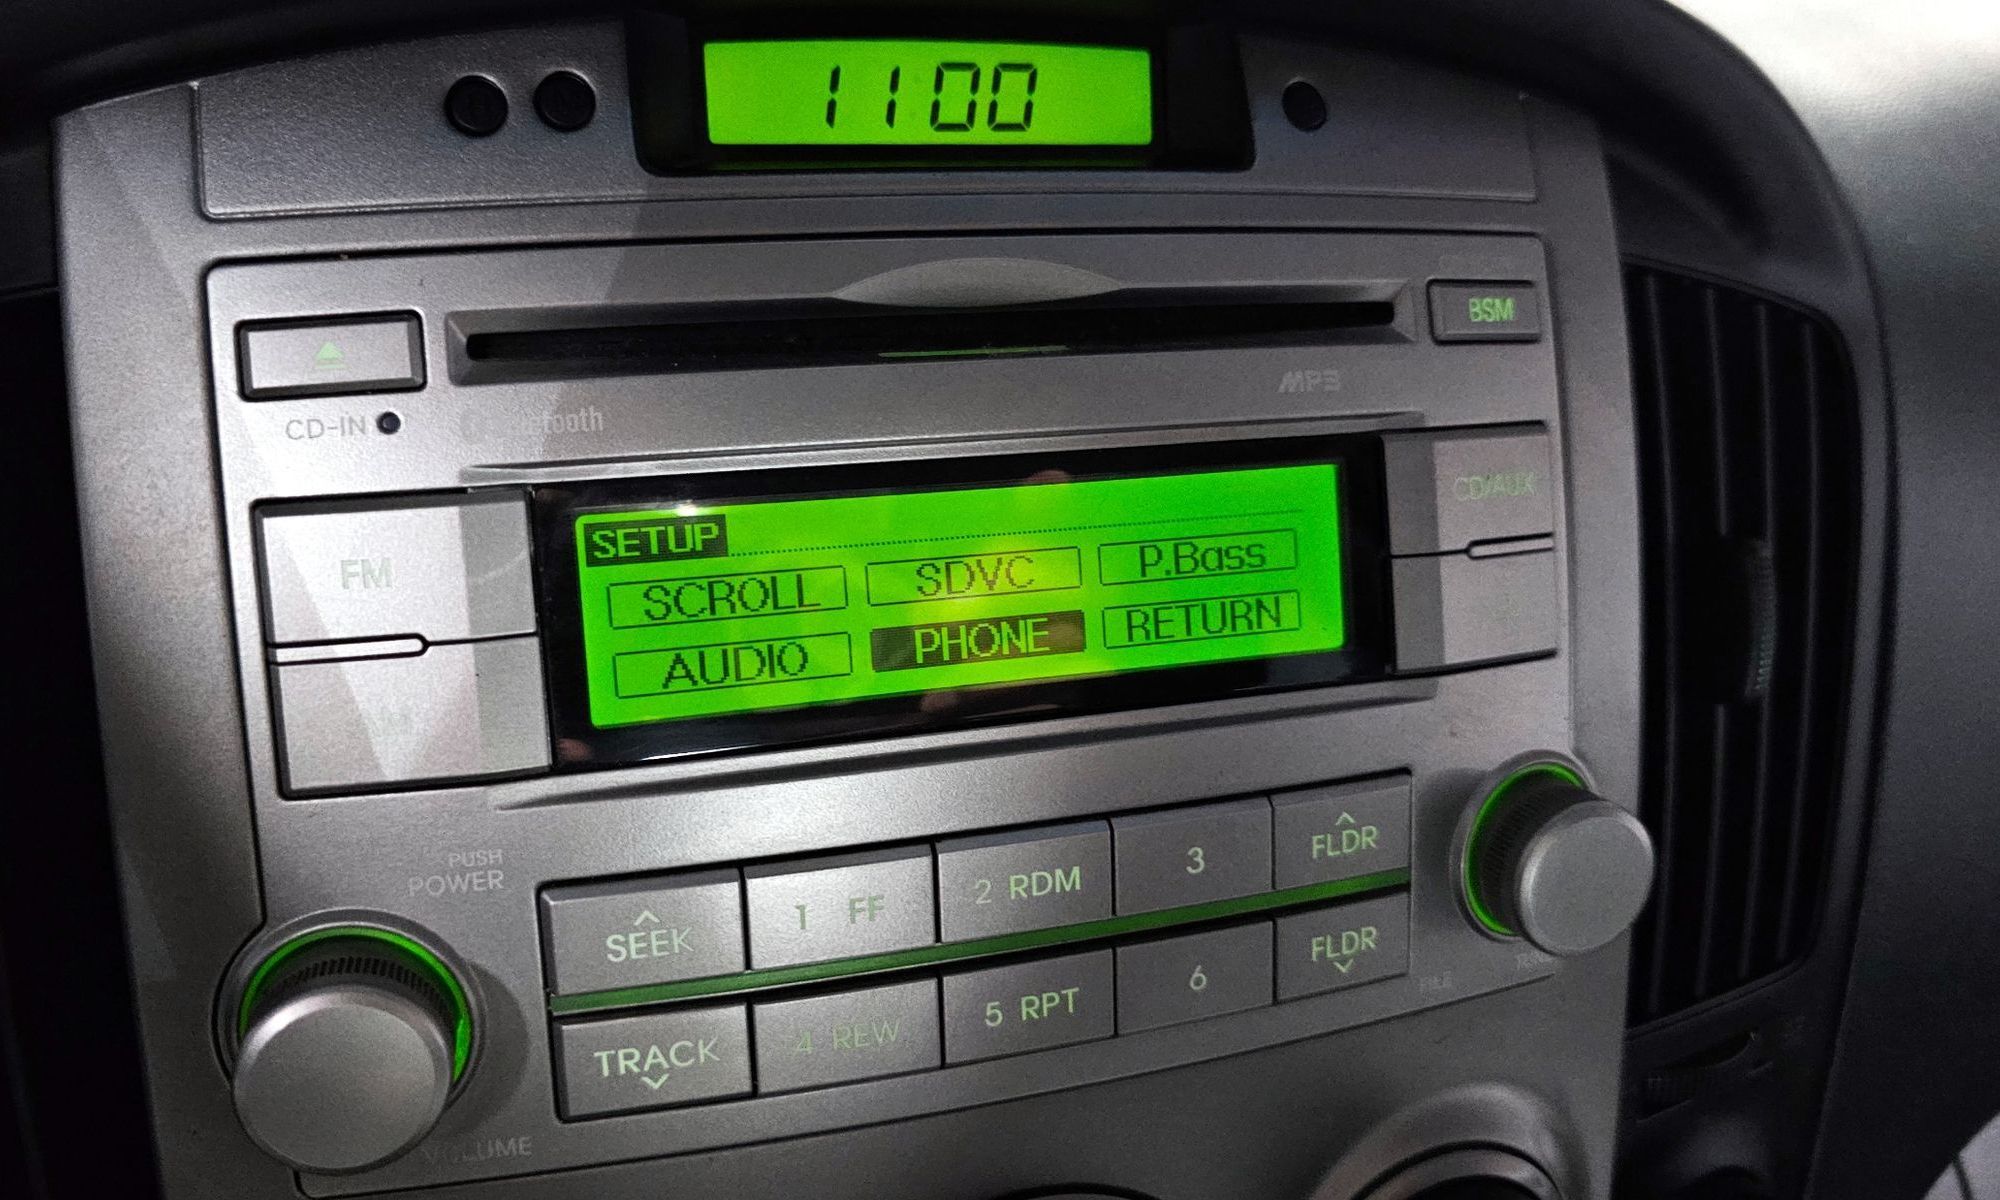 1100
BSM
MP3
CD-IN
CD/AUX
FM
SETUP
SCROLL SDVC P.Bass
AUDIO PHONE RETURN
PUSH
POWER
SEEK 1 FF 2 RDM 3 FLDR
TRACK 4 REW 5 RPT 6 FLDR
FILE
VOLUME